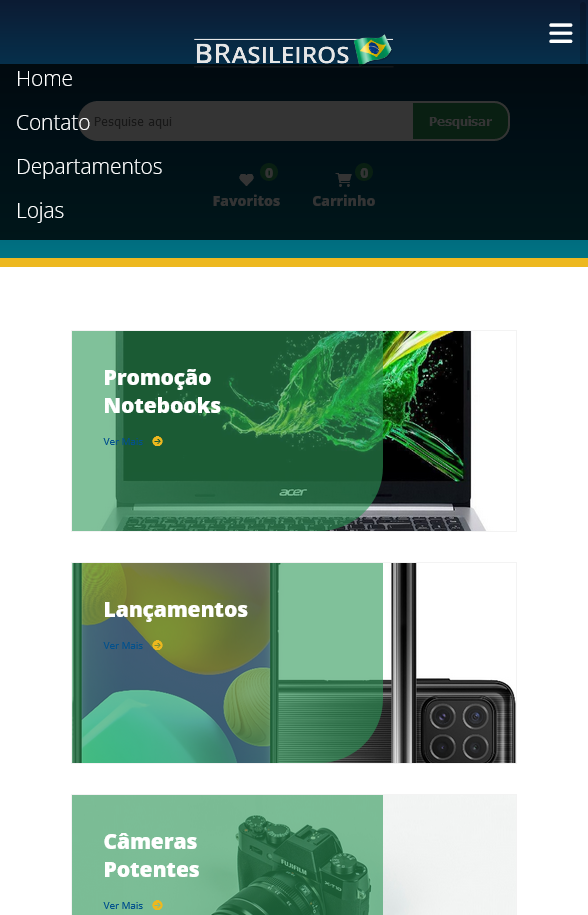 BRASILEIROS
Home
Contato
Pesquise aqui
Pesquisar
Departamentos
0
0
Favoritos
Carrinho
Lojas
Promoção
Notebooks
Ver Mais
acer
Lançamentos
Ver Mais
Câmeras
Potentes
FUJIFILM
Ver Mais